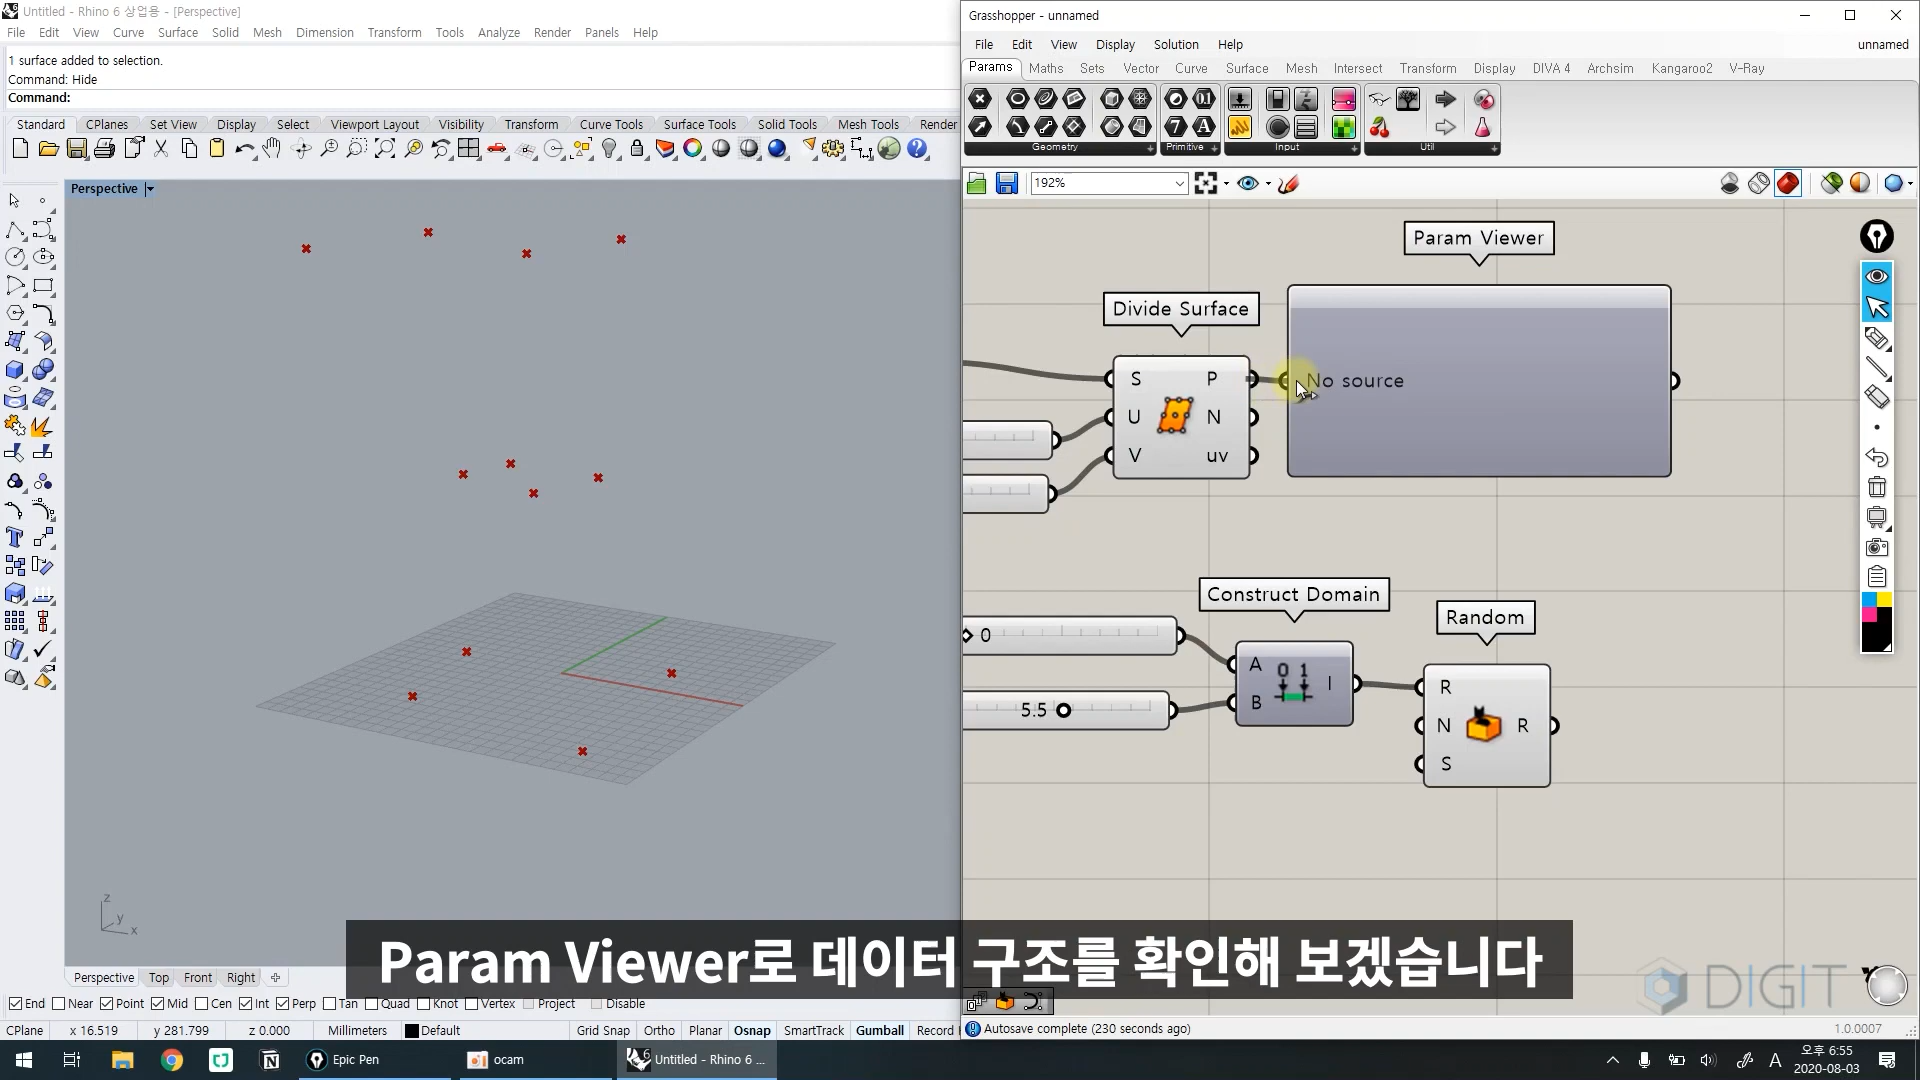 Untitled - Rhino 6 상업용 - [Perspective]
File Edit View Curve Surface Solid Mesh Dimension Transform Tools Analyze Render Panels Help
1 surface added to selection.
Command: Hide
Command:
Standard CPlanes Set View Display Select Viewport Layout Visibility Transform Curve Tools Surface Tools Solid Tools Mesh Tools Render
Perspective
z
y
x
Perspective Top Front Right
End Near Point Mid Cen Int Perp Tan Quad Knot Vertex Project Disable
CPlane x 16.519 y 281.799 z 0.000 Millimeters Default Grid Snap Ortho Planar Osnap SmartTrack Gumball Record
Grasshopper - unnamed
File Edit View Display Solution Help unnamed
Params Maths Sets Vector Curve Surface Mesh Intersect Transform Display DIVA 4 Archsim Kangaroo2 V-Ray
Geometry Primitive Input Util
192%
Param Viewer
Divide Surface
S P
U N
V uv
No source
Construct Domain
Random
0
5.5
A I
B
0 1
R
N R
S
Param Viewer로 데이터 구조를 확인해 보겠습니다
DIGIT
Autosave complete (230 seconds ago)
1.0.0007
Epic Pen
ocam
Untitled - Rhino 6 ...
A
오후 6:55
2020-08-03